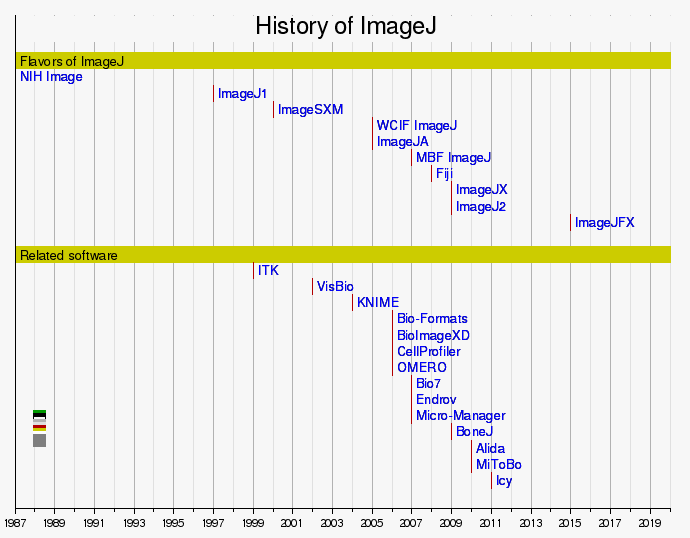 History of ImageJ
Flavors of ImageJ
NIH Image
ImageJ1
ImageSXM
WCIF ImageJ
ImageJA
MBF ImageJ
Fiji
ImageJX
ImageJ2
ImageJFX
Related software
ITK
VisBio
KNIME
Bio-Formats
BioImageXD
CellProfiler
OMERO
Bio7
Endrov
Micro-Manager
BoneJ
Alida
MiToBo
Icy
1987 1989 1991 1993 1995 1997 1999 2001 2003 2005 2007 2009 2011 2013 2015 2017 2019